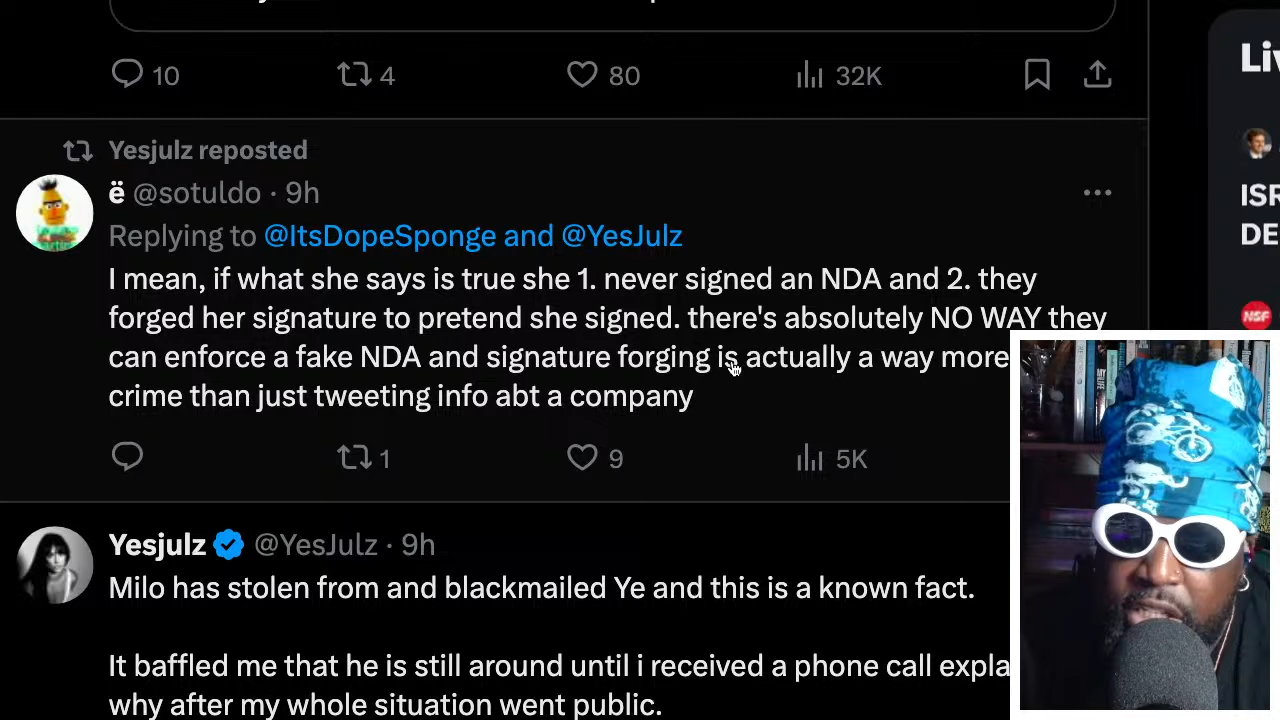 10
4
80
32K
Yesjulz reposted
ë @sotuldo · 9h
Replying to @ItsDopeSponge and @YesJulz
I mean, if what she says is true she 1. never signed an NDA and 2. they
forged her signature to pretend she signed. there's absolutely NO WAY they
can enforce a fake NDA and signature forging is actually a way more
crime than just tweeting info abt a company
1
9
5K
Yesjulz @YesJulz · 9h
Milo has stolen from and blackmailed Ye and this is a known fact.
It baffled me that he is still around until i received a phone call expla
why after my whole situation went public.
Liv
ISR
DE
NSF
MY LIFE